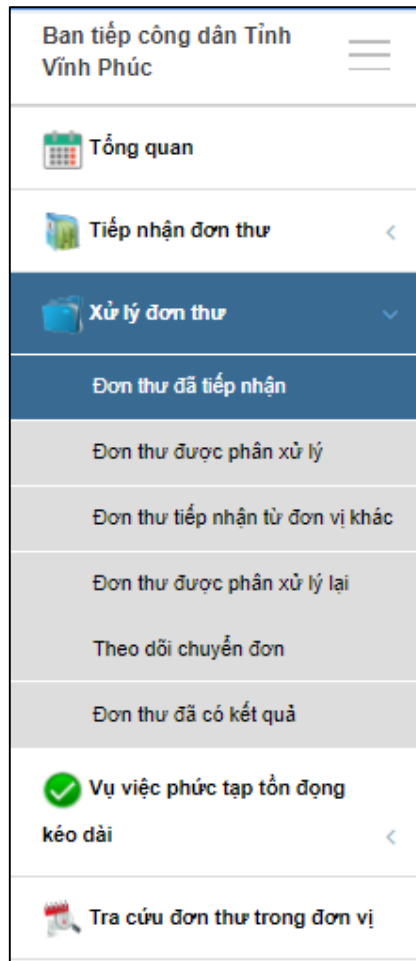 Ban tiếp công dân Tỉnh
Vĩnh Phúc
Tổng quan
Tiếp nhận đơn thư
Xử lý đơn thư
Đơn thư đã tiếp nhận
Đơn thư được phân xử lý
Đơn thư tiếp nhận từ đơn vị khác
Đơn thư được phân xử lý lại
Theo dõi chuyển đơn
Đơn thư đã có kết quả
Vụ việc phức tạp tồn đọng
kéo dài
Tra cứu đơn thư trong đơn vị